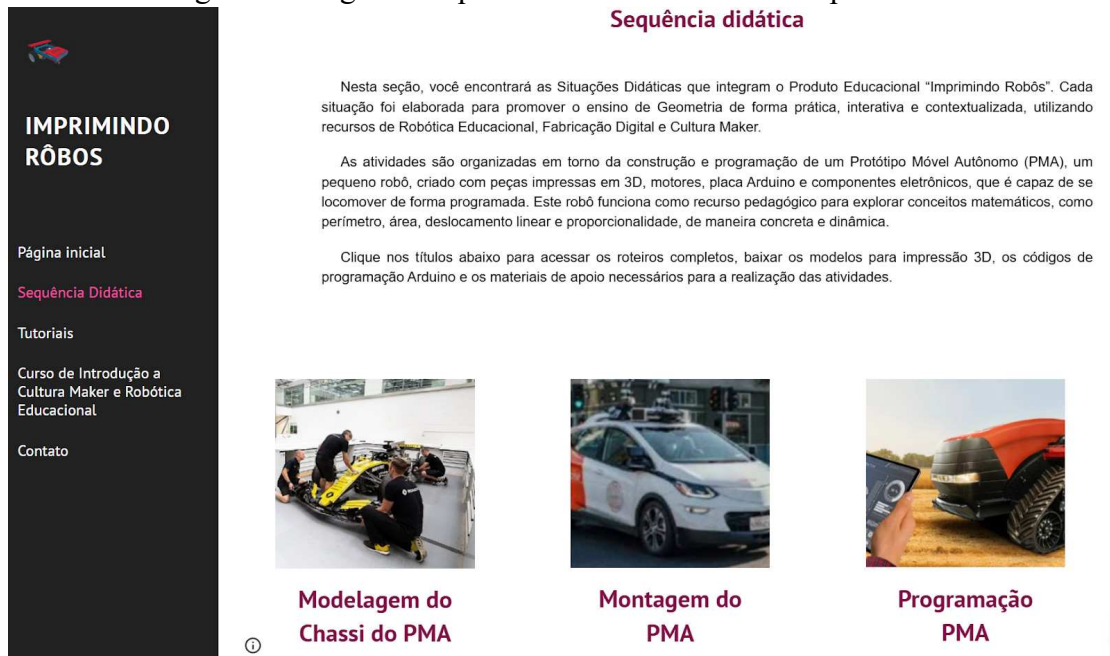 Sequência didática
IMPRIMINDO
RÔBOS
Página inicial
Sequência Didática
Tutoriais
Curso de Introdução a
Cultura Maker e Robótica
Educacional
Contato
Nesta seção, você encontrará as Situações Didáticas que integram o Produto Educacional “Imprimindo Robôs”. Cada
situação foi elaborada para promover o ensino de Geometria de forma prática, interativa e contextualizada, utilizando
recursos de Robótica Educacional, Fabricação Digital e Cultura Maker.
As atividades são organizadas em torno da construção e programação de um Protótipo Móvel Autônomo (PMA), um
pequeno robô, criado com peças impressas em 3D, motores, placa Arduino e componentes eletrônicos, que é capaz de se
locomover de forma programada. Este robô funciona como recurso pedagógico para explorar conceitos matemáticos, como
perímetro, área, deslocamento linear e proporcionalidade, de maneira concreta e dinâmica.
Clique nos títulos abaixo para acessar os roteiros completos, baixar os modelos para impressão 3D, os códigos de
programação Arduino e os materiais de apoio necessários para a realização das atividades.
Modelagem do
Chassi do PMA
Montagem do
PMA
Programação
PMA